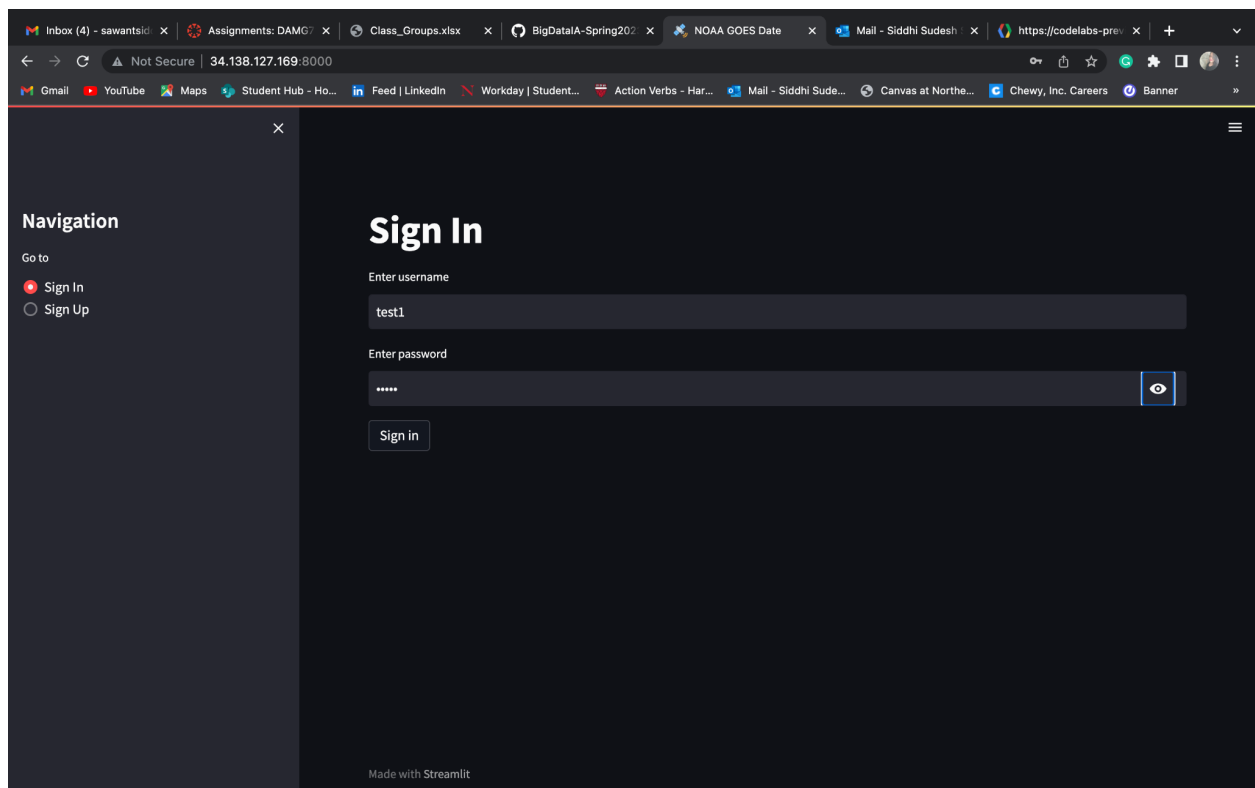 Inbox (4) - sawantsid
Assignments: DAMG7
Class_Groups.xlsx
BigDataIA-Spring202
NOAA GOES Date
Mail - Siddhi Sudesh S
https://codelabs-prev
Not Secure | 34.138.127.169:8000
Gmail
YouTube
Maps
Student Hub - Ho...
Feed | LinkedIn
Workday | Student...
Action Verbs - Har...
Mail - Siddhi Sude...
Canvas at Northe...
Chewy, Inc. Careers
Banner
»
Navigation
Go to
Sign In
Sign Up
Sign In
Enter username
test1
Enter password
•••••
Sign in
Made with Streamlit